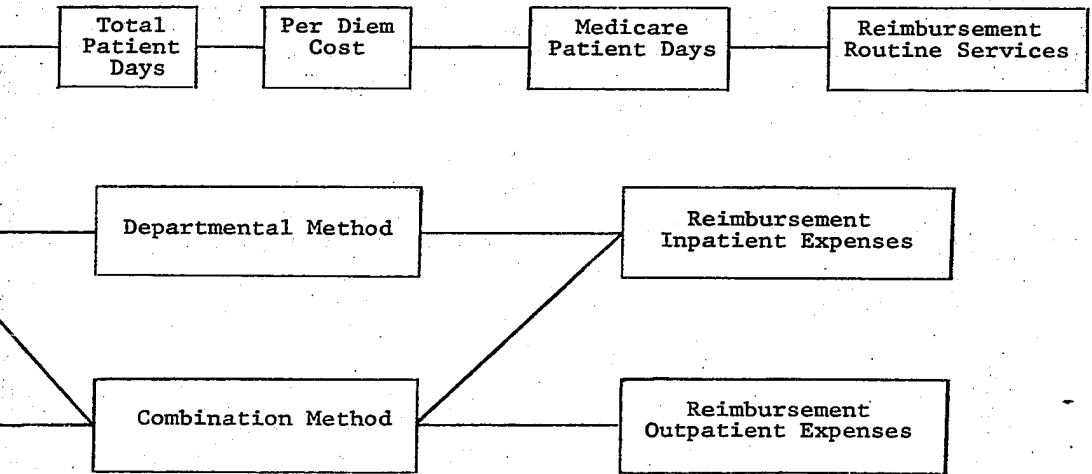 Total
Patient
Days
Per Diem
Cost
Medicare
Patient Days
Reimbursement
Routine Services
Departmental Method
Reimbursement
Inpatient Expenses
Combination Method
Reimbursement
Outpatient Expenses